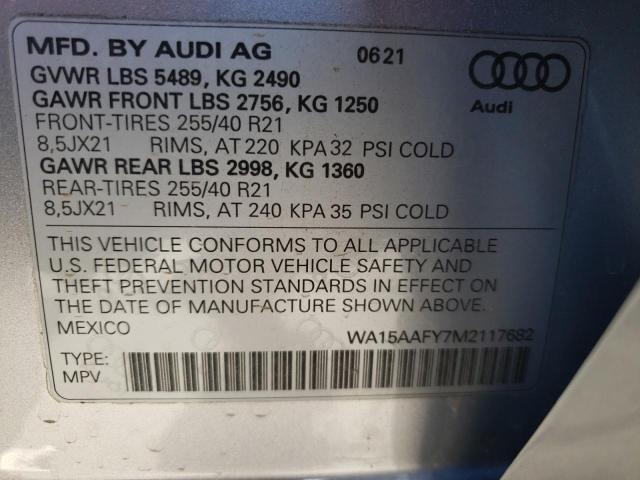 MFD. BY AUDI AG 0621
GVWR LBS 5489, KG 2490
GAWR FRONT LBS 2756, KG 1250
Audi
FRONT-TIRES 255/40 R21
8,5JX21 RIMS, AT 220 KPA 32 PSI COLD
GAWR REAR LBS 2998, KG 1360
REAR-TIRES 255/40 R21
8,5JX21 RIMS, AT 240 KPA 35 PSI COLD
THIS VEHICLE CONFORMS TO ALL APPLICABLE
U.S. FEDERAL MOTOR VEHICLE SAFETY AND
THEFT PREVENTION STANDARDS IN EFFECT ON
THE DATE OF MANUFACTURE SHOWN ABOVE.
MEXICO WA15AAFY7M2117682
TYPE:
MPV